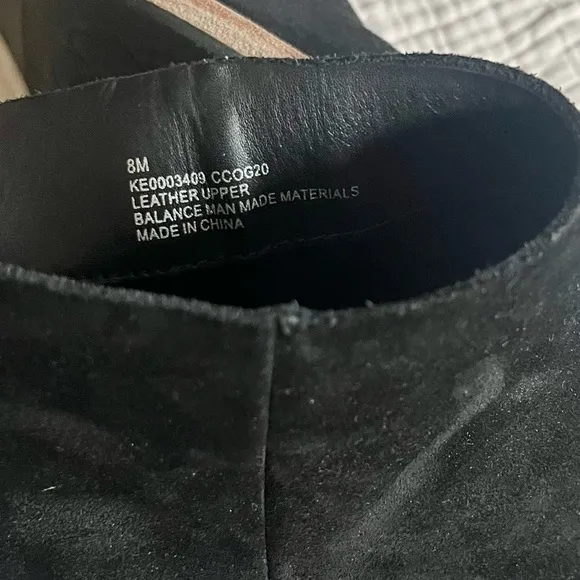 8M
KE0003409 CCOG20
LEATHER UPPER
BALANCE MAN MADE MATERIALS
MADE IN CHINA